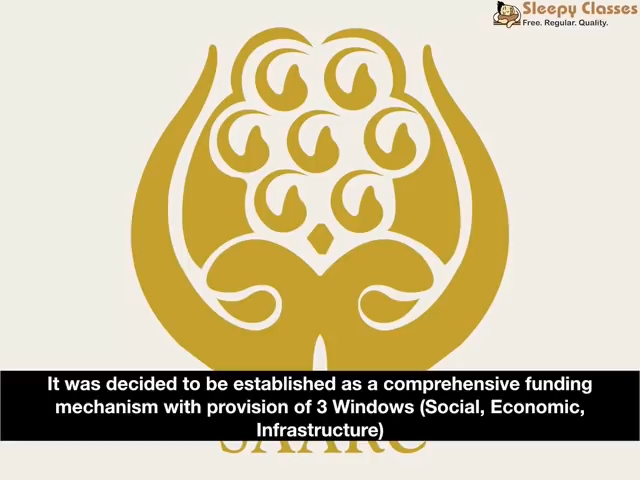 Sleepy Classes
Free. Regular. Quality.
It was decided to be established as a comprehensive funding
mechanism with provision of 3 Windows (Social, Economic,
Infrastructure)
SAARC